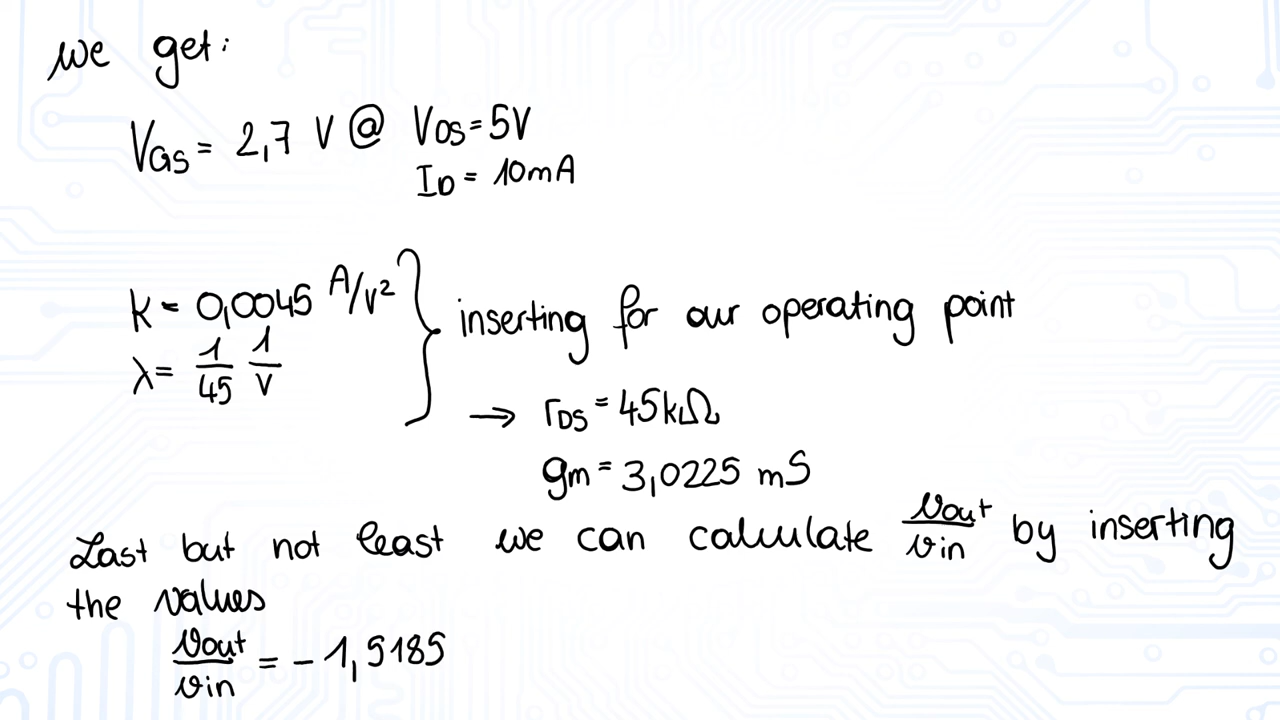 we get:
VGS = 2,7 V @ VDS = 5V
ID = 10mA
k = 0,0045 A/V²
λ = 1/45 1/V
inserting for our operating point
→ rDS = 45kΩ
gm = 3,0225 mS
Last but not least we can calculate vout/vin by inserting
the values
vout/vin = -1,5185